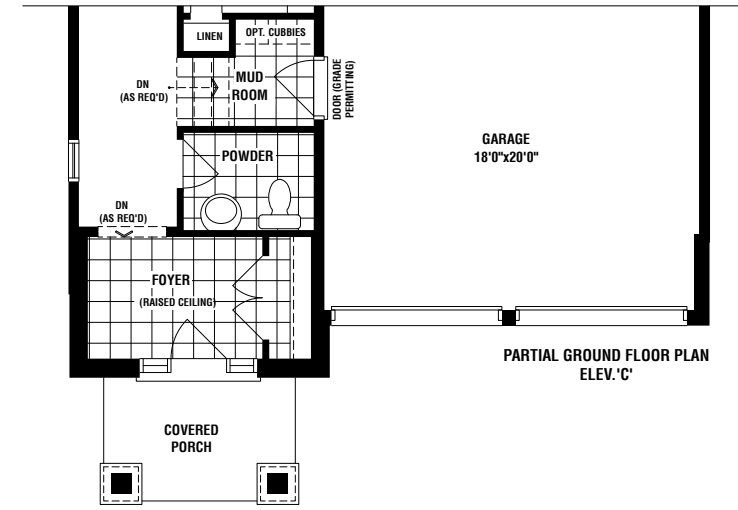 LINEN
OPT. CUBBIES
DN
(AS REQ'D)
MUD
ROOM
DOOR (GRADE
PERMITTING)
GARAGE
18'0"x20'0"
POWDER
DN
(AS REQ'D)
FOYER
(RAISED CEILING)
PARTIAL GROUND FLOOR PLAN
ELEV.'C'
COVERED
PORCH